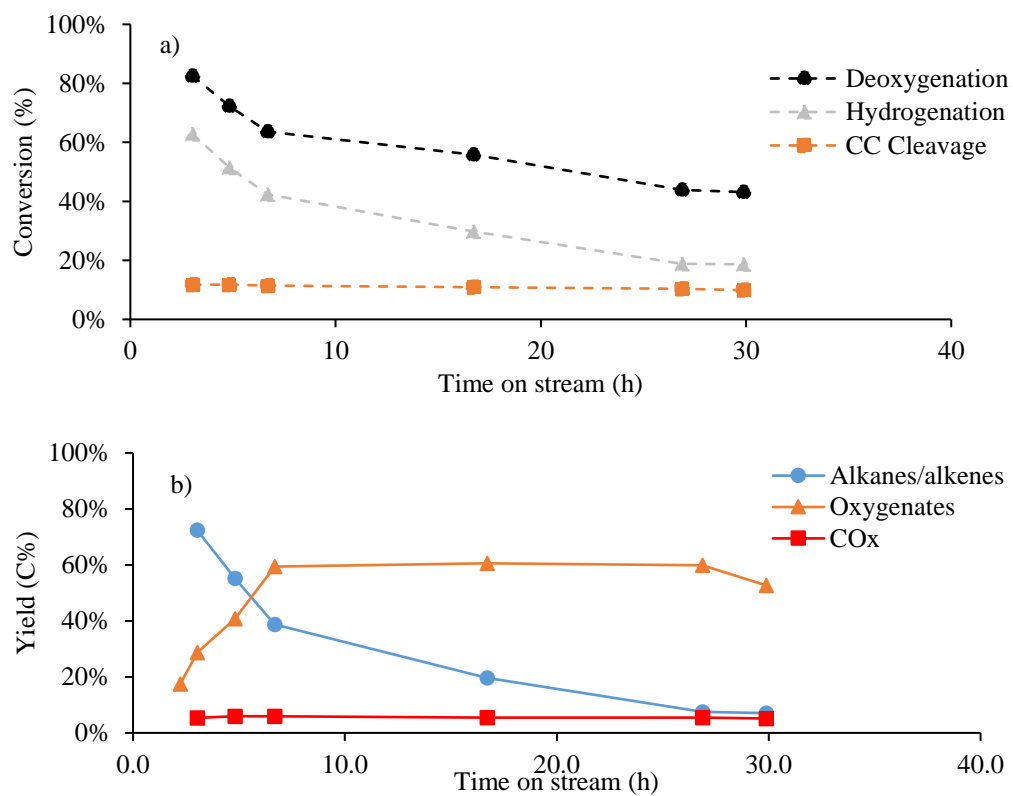 100%
80%
60%
40%
20%
0%
Conversion (%)
a)
Deoxygenation
Hydrogenation
CC Cleavage
0 10 20 30 40
Time on stream (h)
100%
80%
60%
40%
20%
0%
Yield (C%)
b)
Alkanes/alkenes
Oxygenates
COx
0.0 10.0 20.0 30.0 40.0
Time on stream (h)